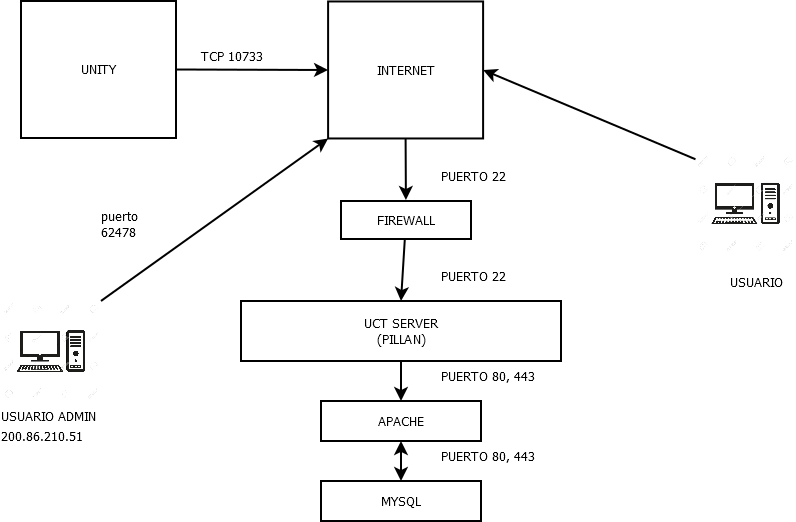 TCP 10733
UNITY
INTERNET
PUERTO 22
puerto
62478
FIREWALL
PUERTO 22
USUARIO
UCT SERVER
(PILLAN)
PUERTO 80, 443
USUARIO ADMIN
200.86.210.51
APACHE
PUERTO 80, 443
MYSQL